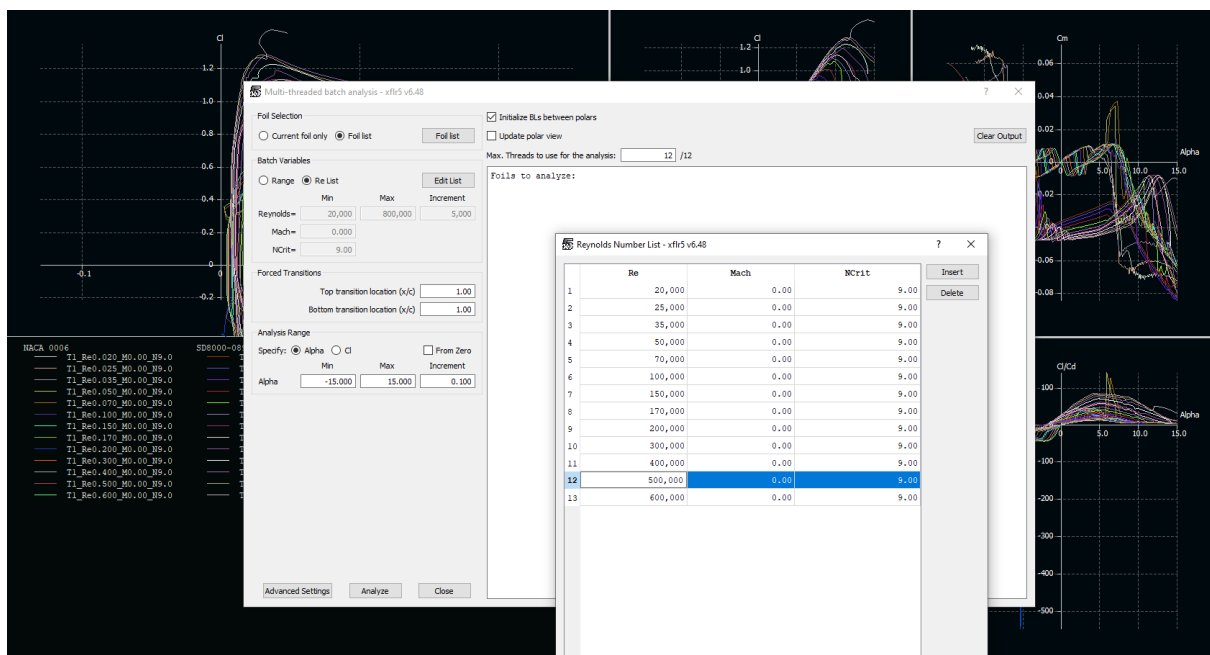 Cl
1.2
1.0
0.8
0.6
0.4
0.2
0
-0.1
0
-0.2
Cl
1.2
1.0
Cm
0.06
0.04
0.02
0
5.0
10.0
15.0
Alpha
-0.02
-0.06
-0.08
Cl/Cd
100
0
5.0
10.0
15.0
Alpha
-100
-200
-300
-400
-500
NACA 0006
T1_Re0.020_M0.00_N9.0
T1_Re0.025_M0.00_N9.0
T1_Re0.035_M0.00_N9.0
T1_Re0.050_M0.00_N9.0
T1_Re0.070_M0.00_N9.0
T1_Re0.100_M0.00_N9.0
T1_Re0.150_M0.00_N9.0
T1_Re0.170_M0.00_N9.0
T1_Re0.200_M0.00_N9.0
T1_Re0.300_M0.00_N9.0
T1_Re0.400_M0.00_N9.0
T1_Re0.500_M0.00_N9.0
T1_Re0.600_M0.00_N9.0
Multi-threaded batch analysis - xflr5 v6.48
Foil Selection
Current foil only Foil list Foil list
Batch Variables
Range Re List Edit List
Min Max Increment
Reynolds= 20,000 800,000 5,000
Mach= 0.000
NCrit= 9.00
Forced Transitions
Top transition location (x/c) 1.00
Bottom transition location (x/c) 1.00
Analysis Range
Specify: Alpha Cl From Zero
Min Max Increment
Alpha -15.000 15.000 0.100
Advanced Settings Analyze Close
Initialize BLs between polars
Update polar view Clear Output
Max. Threads to use for the analysis: 12 /12
Foils to analyze:
Reynolds Number List - xflr5 v6.48
Re Mach NCrit Insert
1 20,000 0.00 9.00 Delete
2 25,000 0.00 9.00
3 35,000 0.00 9.00
4 50,000 0.00 9.00
5 70,000 0.00 9.00
6 100,000 0.00 9.00
7 150,000 0.00 9.00
8 170,000 0.00 9.00
9 200,000 0.00 9.00
10 300,000 0.00 9.00
11 400,000 0.00 9.00
12 500,000 0.00 9.00
13 600,000 0.00 9.00